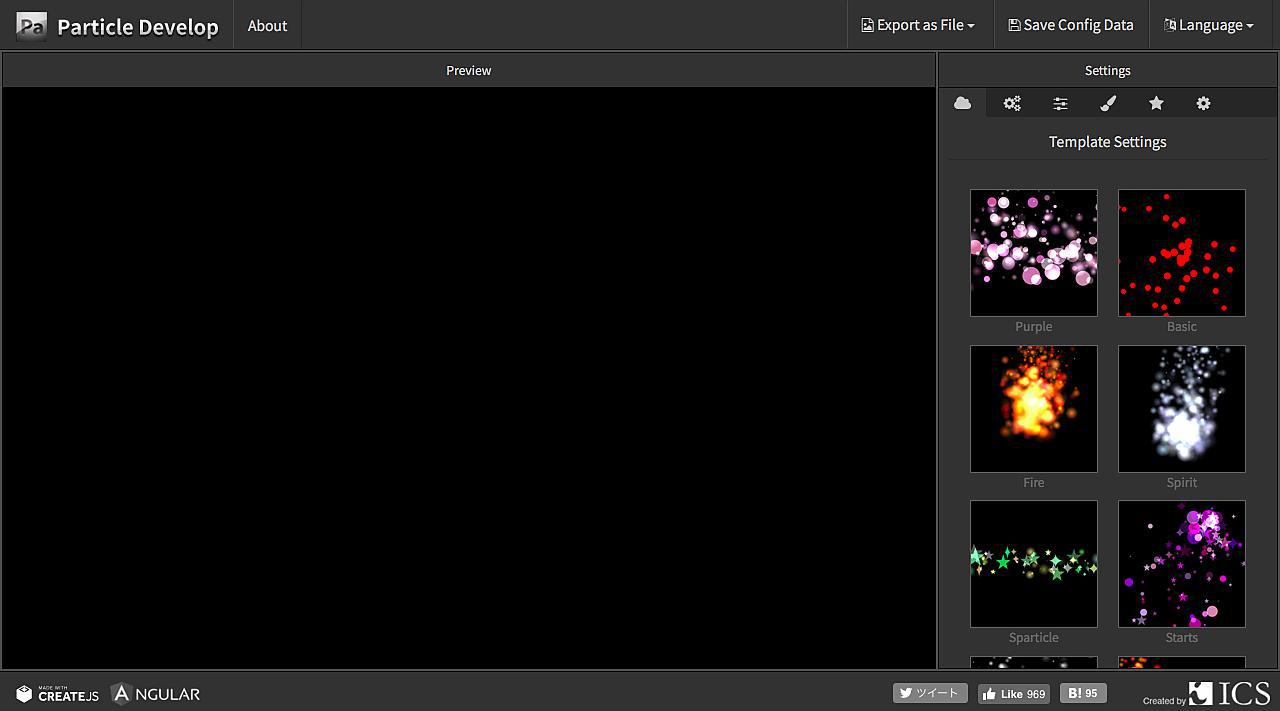 Pa Particle Develop
About
Export as File
Save Config Data
Language
Preview
Settings
Template Settings
Purple
Basic
Fire
Spirit
Sparticle
Starts
MADE WITH
CREATEJS
ANGULAR
ツイート
Like 969
B! 95
Created by ICS